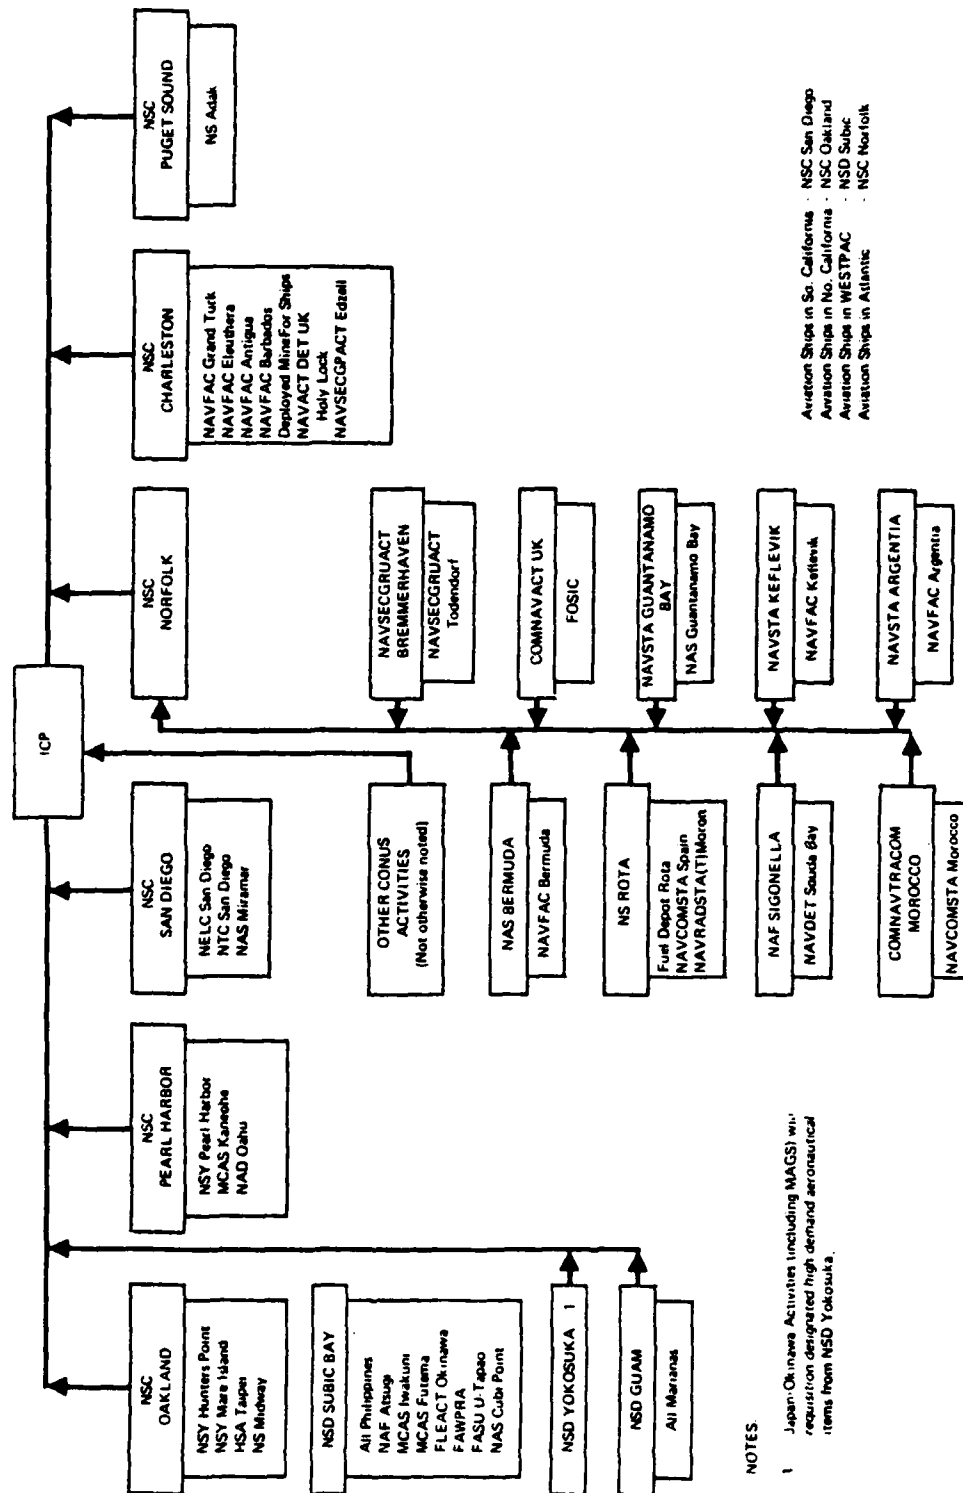 ICP
NSC
OAKLAND
NSY Hunters Point
NSY Mare Island
HSA Taipei
NS Midway
NSD SUBIC BAY
All Philippines
NAF Atsugi
MCAS Iwakuni
MCAS Futema
FLEACT Okinawa
FAWPRA
FASU U-Tapao
NAS Cubi Point
NSD YOKOSUKA 1
NSD GUAM
All Marianas
NSC
PEARL HARBOR
NSY Pearl Harbor
MCAS Kaneohe
NAD Oahu
NSC
SAN DIEGO
NELC San Diego
NTC San Diego
NAS Miramar
OTHER CONUS
ACTIVITIES
(Not otherwise noted)
NAS BERMUDA
NAVFAC Bermuda
NS ROTA
Fuel Depot Rota
NAVCOMSTA Spain
NAVRADSTA(T)Moron
NAF SIGONELLA
NAVDET Souda Bay
COMNAVTRACOM
MOROCCO
NAVCOMSTA Morocco
NSC
NORFOLK
NAVSECGRUACT
BREMMERHAVEN
NAVSECGRUACT
Todendorf
COMNAVACT UK
FOSIC
NAVSTA GUANTANAMO
BAY
NAS Guantanamo Bay
NAVSTA KEFLEVIK
NAVFAC Keflevik
NAVSTA ARGENTIA
NAVFAC Argentia
NSC
CHARLESTON
NAVFAC Grand Turk
NAVFAC Eleuthera
NAVFAC Antigua
NAVFAC Barbados
Deployed MineFor Ships
NAVACT DET UK
Holy Lock
NAVSECGPACT Edzell
NSC
PUGET SOUND
NS Adak
Aviation Ships in So. California - NSC San Diego
Aviation Ships in No. California - NSC Oakland
Aviation Ships in WESTPAC - NSD Subic
Aviation Ships in Atlantic - NSC Norfolk
NOTES.
1 Japan-Okinawa Activities (including MAGS) will
requisition designated high demand aeronautical
items from NSD Yokosuka.